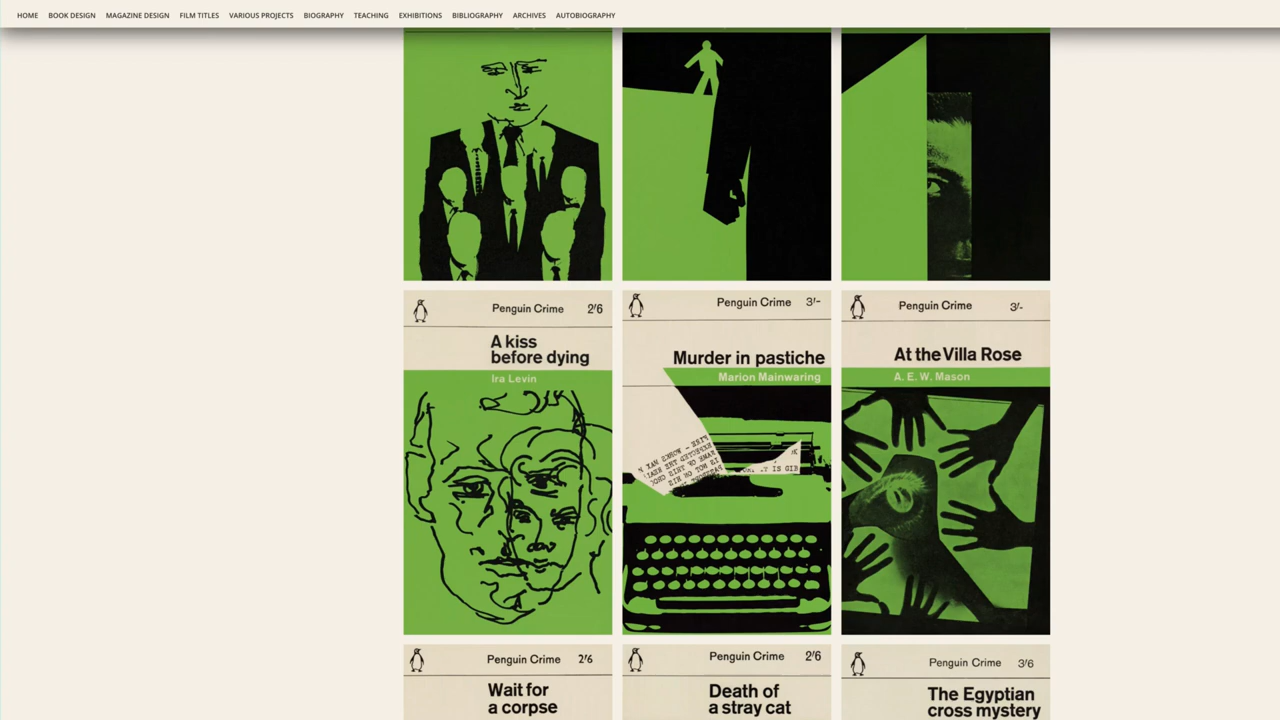 HOME BOOK DESIGN MAGAZINE DESIGN FILM TITLES VARIOUS PROJECTS BIOGRAPHY TEACHING EXHIBITIONS BIBLIOGRAPHY ARCHIVES AUTOBIOGRAPHY
Penguin Crime 2'6
A kiss
before dying
Ira Levin
Penguin Crime 3'-
Murder in pastiche
Marion Mainwaring
Penguin Crime 3'-
At the Villa Rose
A. E. W. Mason
Penguin Crime 2'6
Wait for
a corpse
Penguin Crime 2'6
Death of
a stray cat
Penguin Crime 3'6
The Egyptian
cross mystery